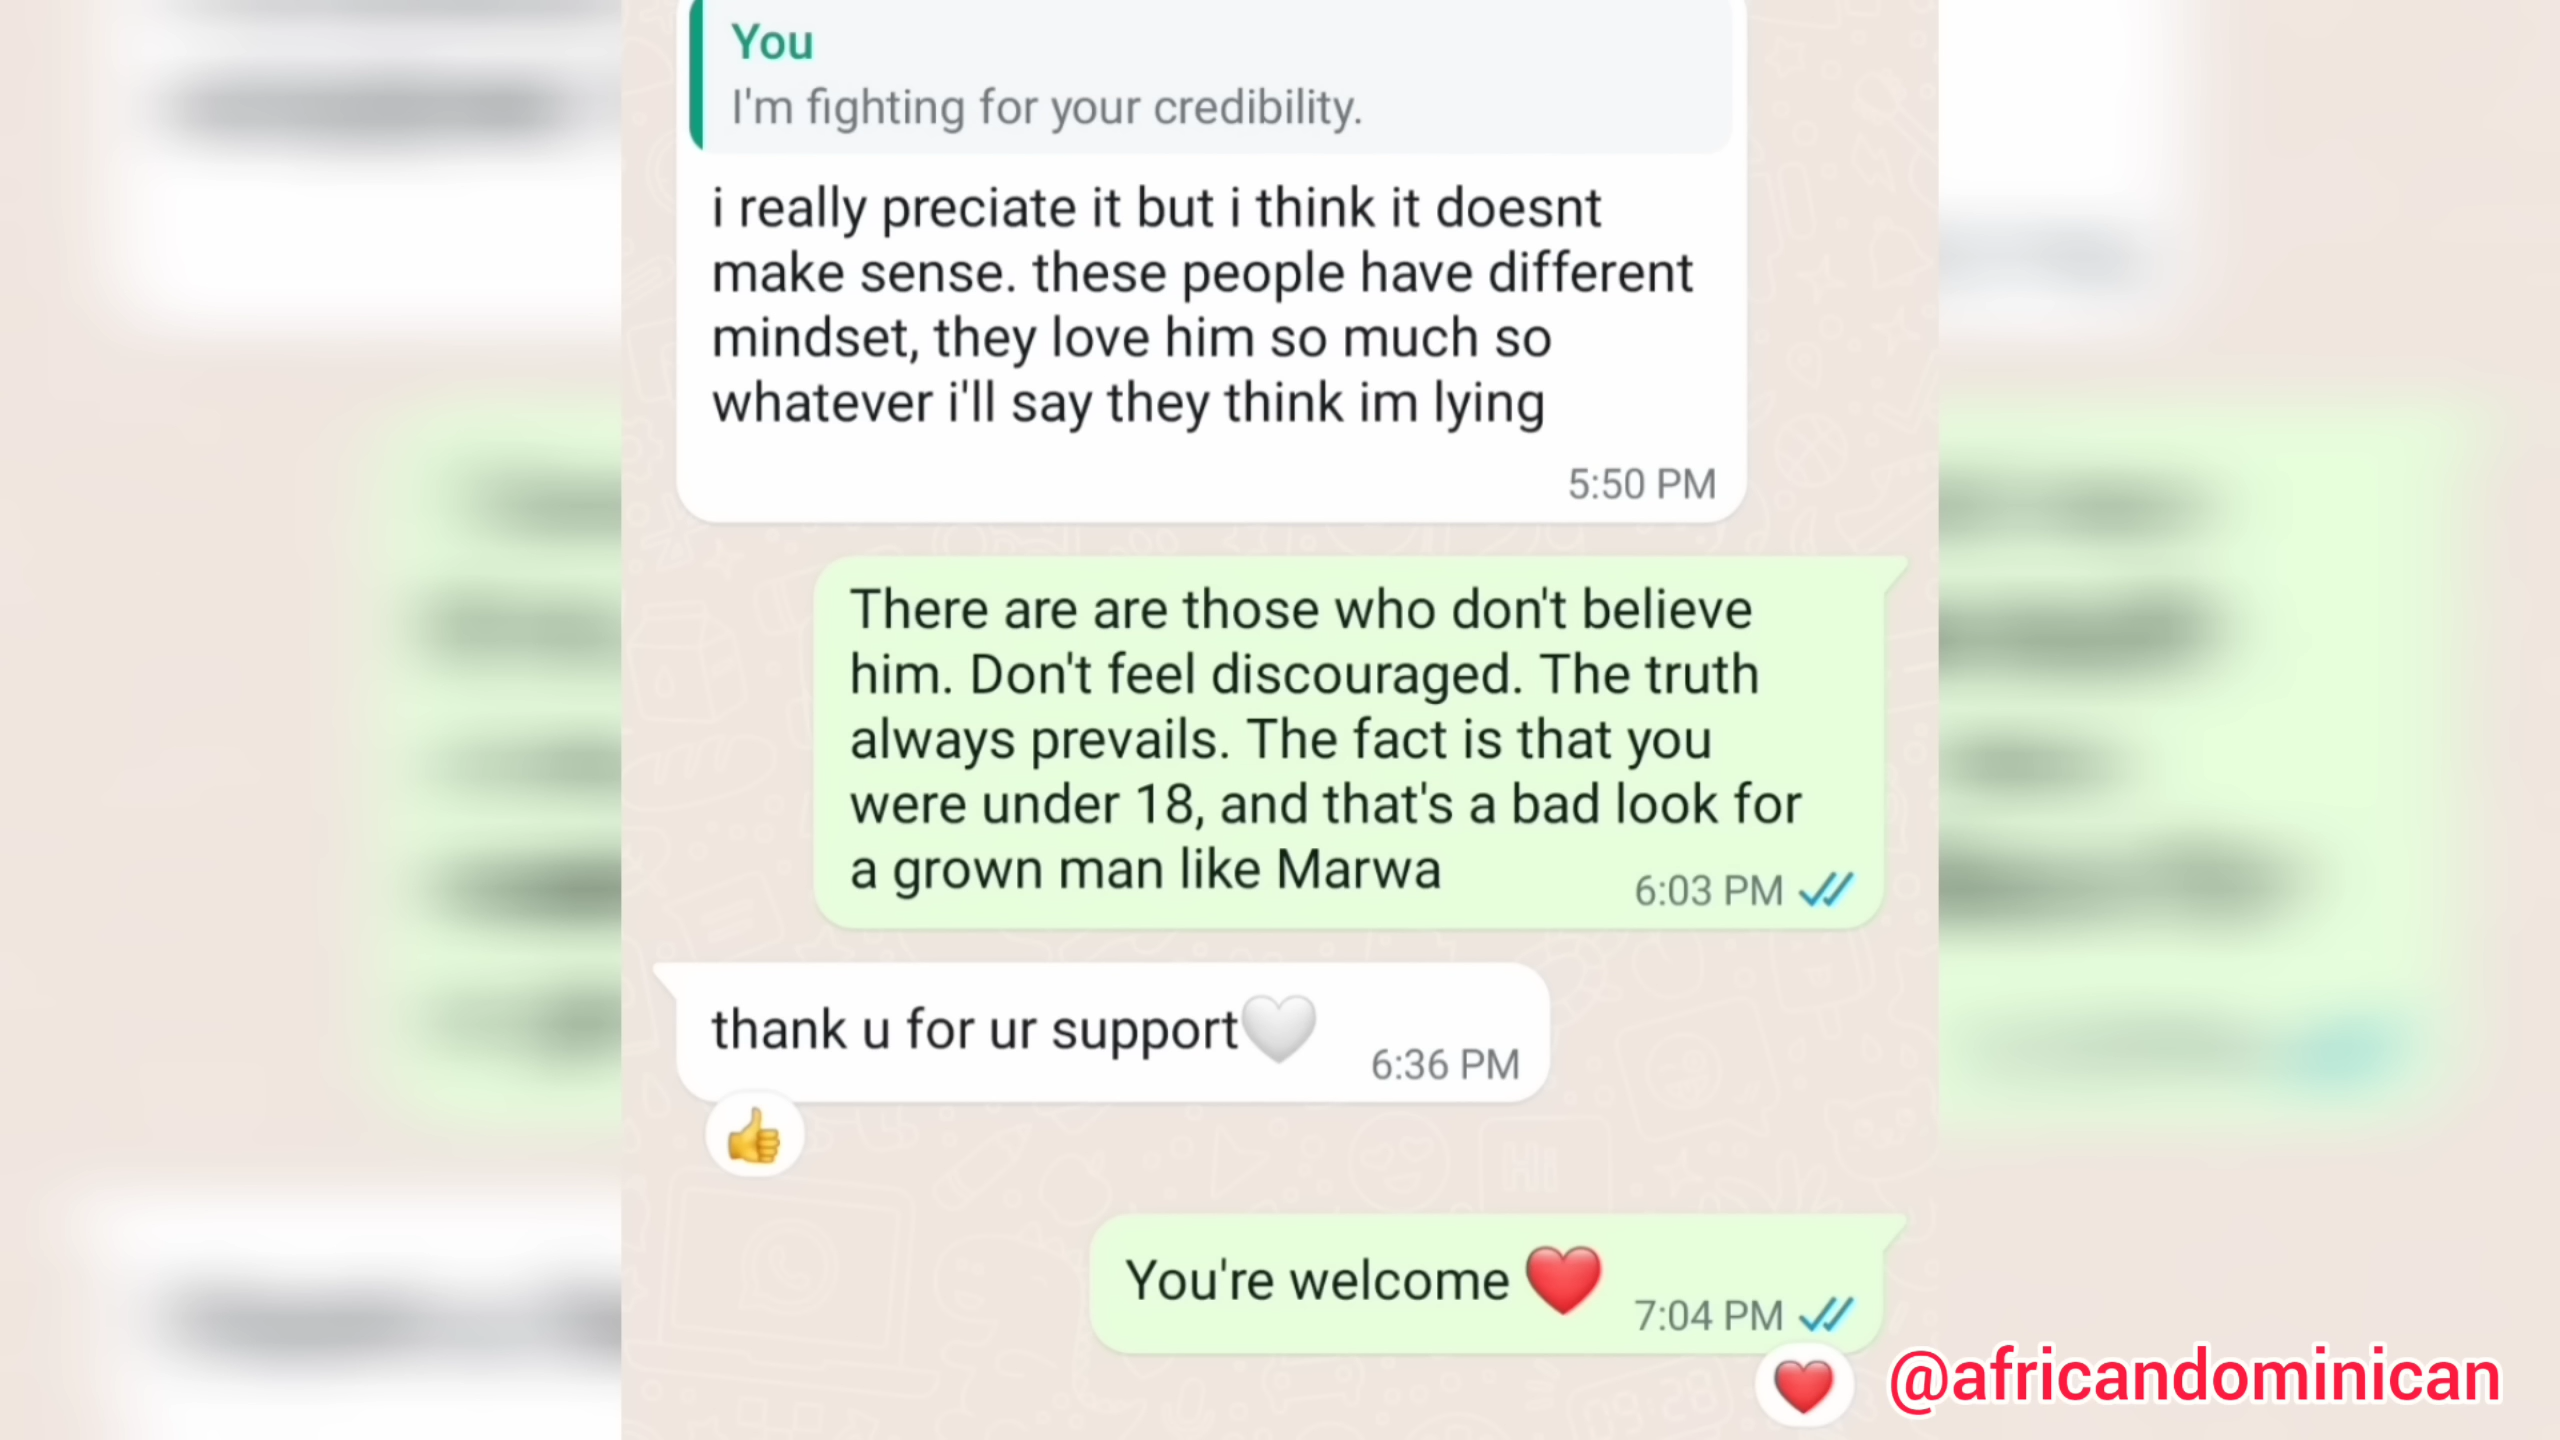 You
I'm fighting for your credibility.
i really preciate it but i think it doesnt
make sense. these people have different
mindset, they love him so much so
whatever i'll say they think im lying
5:50 PM
There are are those who don't believe
him. Don't feel discouraged. The truth
always prevails. The fact is that you
were under 18, and that's a bad look for
a grown man like Marwa
6:03 PM
thank u for ur support🤍
6:36 PM
👍
You're welcome ❤️
7:04 PM
❤️
@africandominican